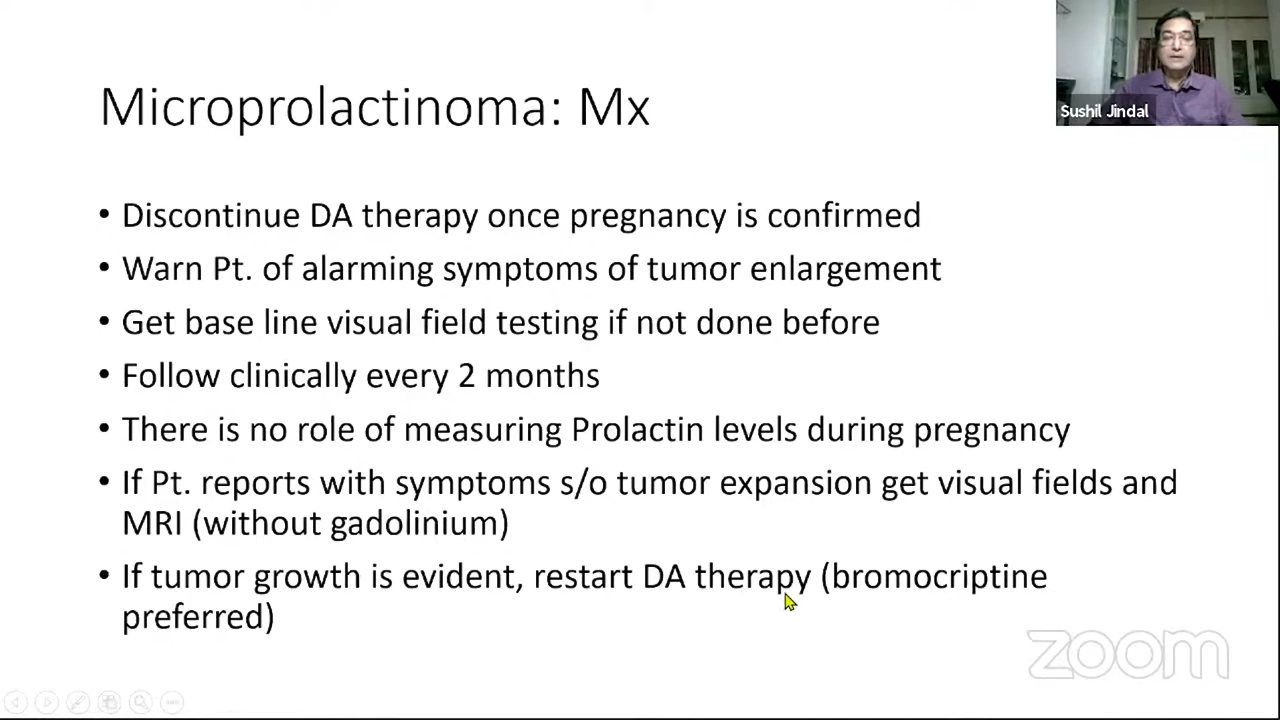 Sushil Jindal
Microprolactinoma: Mx
• Discontinue DA therapy once pregnancy is confirmed
• Warn Pt. of alarming symptoms of tumor enlargement
• Get base line visual field testing if not done before
• Follow clinically every 2 months
• There is no role of measuring Prolactin levels during pregnancy
• If Pt. reports with symptoms s/o tumor expansion get visual fields and
MRI (without gadolinium)
• If tumor growth is evident, restart DA therapy (bromocriptine
preferred)
zoom